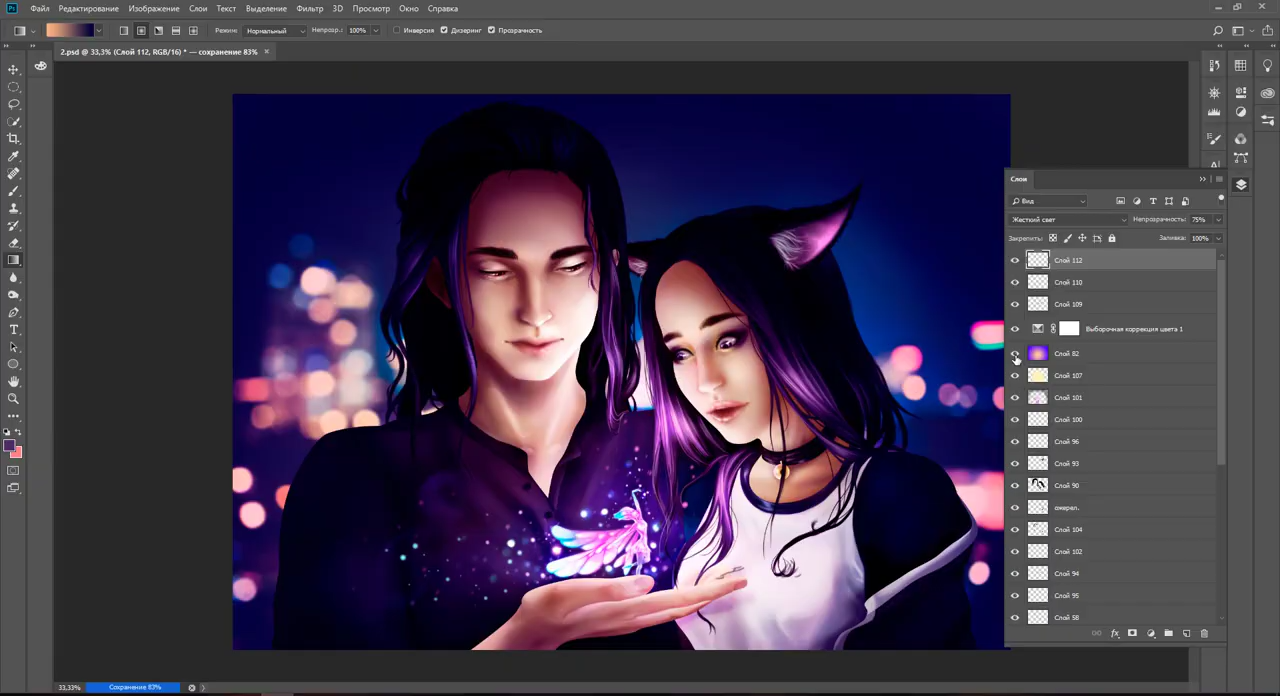 Ps Файл Редактирование Изображение Слои Текст Выделение Фильтр 3D Просмотр Окно Справка
Режим: Нормальный Непрозр.: 100% Инверсия Дизеринг Прозрачность
2.psd @ 33,3% (Слой 112, RGB/16) * — сохранение 83% ×
Слои
Вид
Жесткий свет Непрозрачность: 75%
Закрепить: Заливка: 100%
Слой 112
Слой 110
Слой 109
Выборочная коррекция цвета 1
Слой 82
Слой 107
Слой 101
Слой 100
Слой 96
Слой 93
Слой 90
ожерел.
Слой 104
Слой 102
Слой 94
Слой 95
Слой 58
fx
33,33% Сохранение 83%